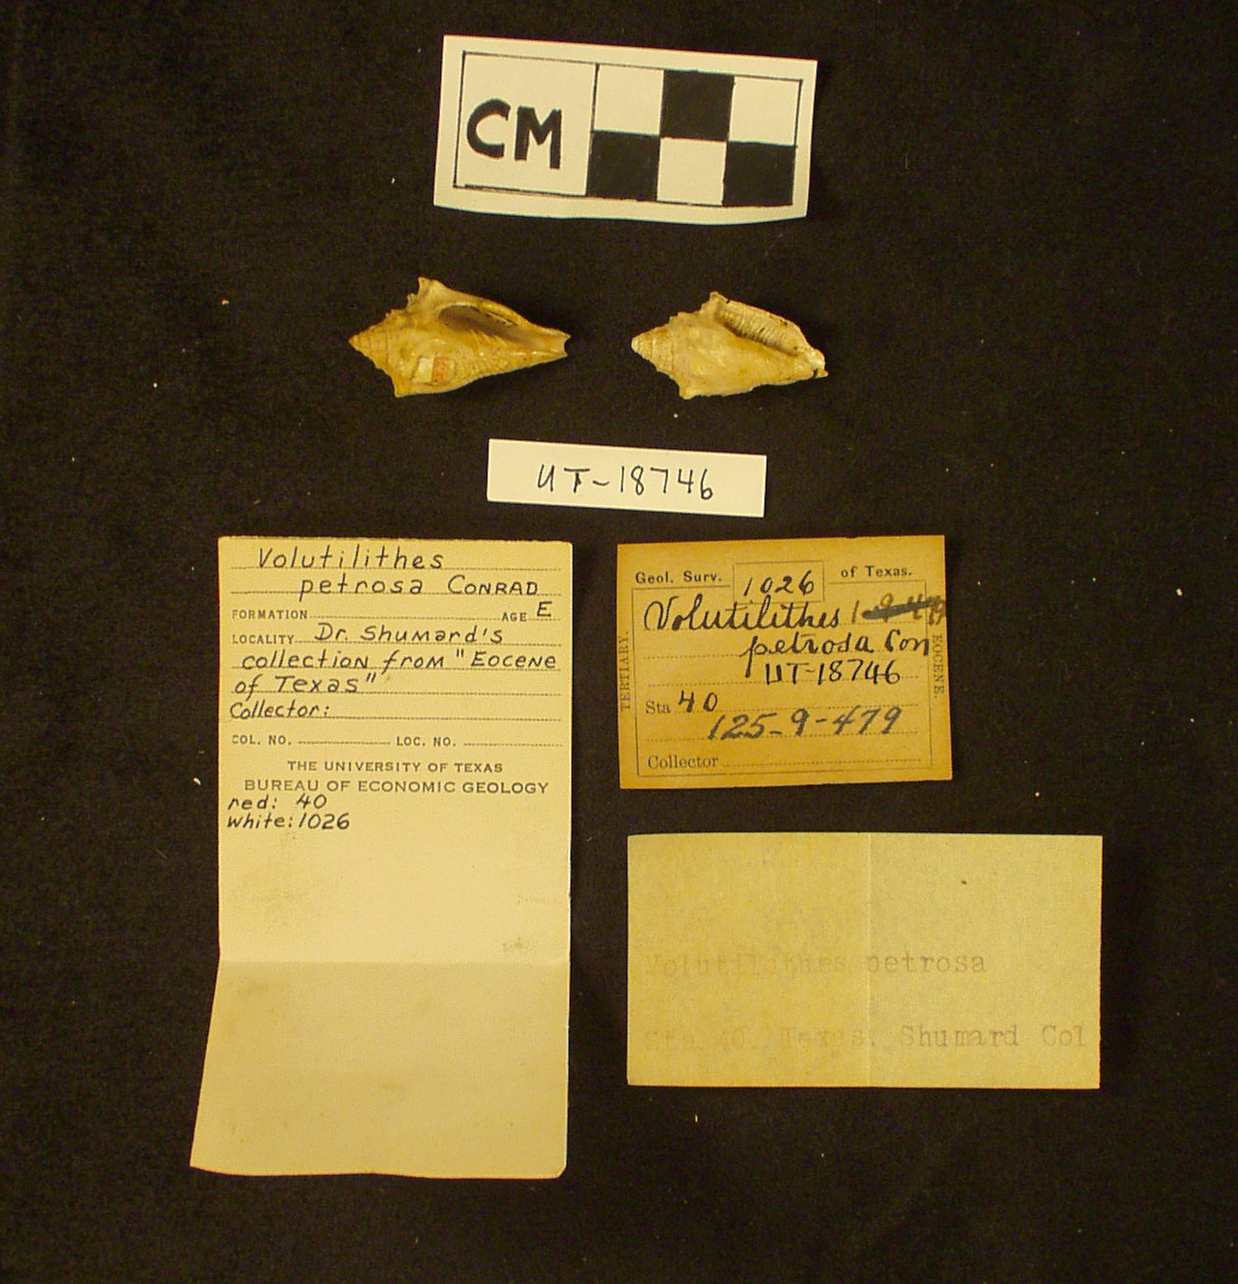 CM
UT-18746
Volutilithes
petrosa CONRAD
FORMATION AGE E
LOCALITY Dr. Shumard's
collection from "Eocene
of Texas"
Collector:
COL. NO. LOC. NO.
THE UNIVERSITY OF TEXAS
BUREAU OF ECONOMIC GEOLOGY
red: 40
white: 1026
Geol. Surv. 1026 of Texas.
Volutilithes
petrosa Con
UT-18746
TERTIARY.
EOCENE.
Sta 40
125-9-479
Collector
Volutilithes petrosa
Sta. 40. Texas. Shumard Col